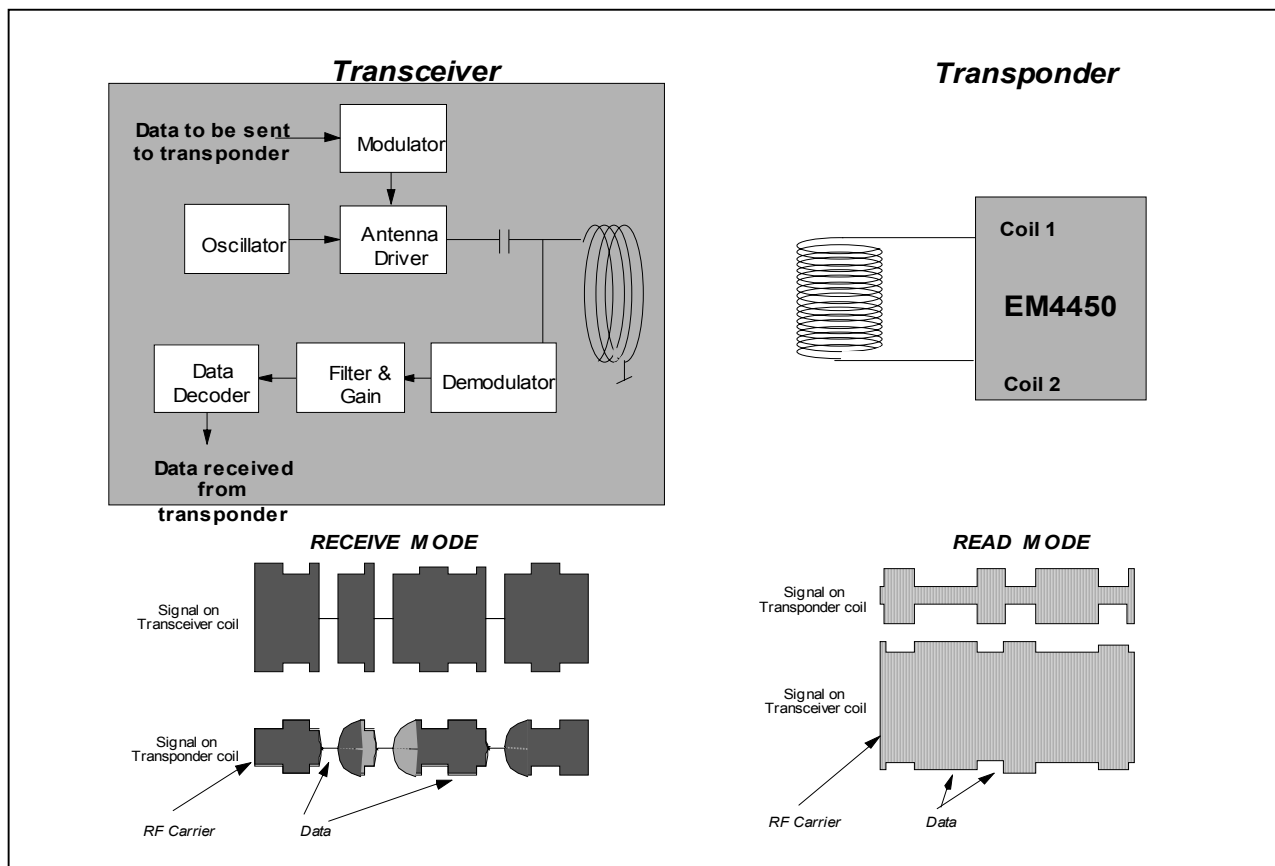 Transceiver
Transponder
Data to be sent
to transponder
Modulator
Oscillator
Antenna
Driver
Data
Decoder
Filter &
Gain
Demodulator
Data received
from
transponder
Coil 1
EM4450
Coil 2
RECEIVE MODE
Signal on
Transceiver coil
Signal on
Transponder coil
RF Carrier
Data
READ MODE
Signal on
Transponder coil
Signal on
Transceiver coil
RF Carrier
Data